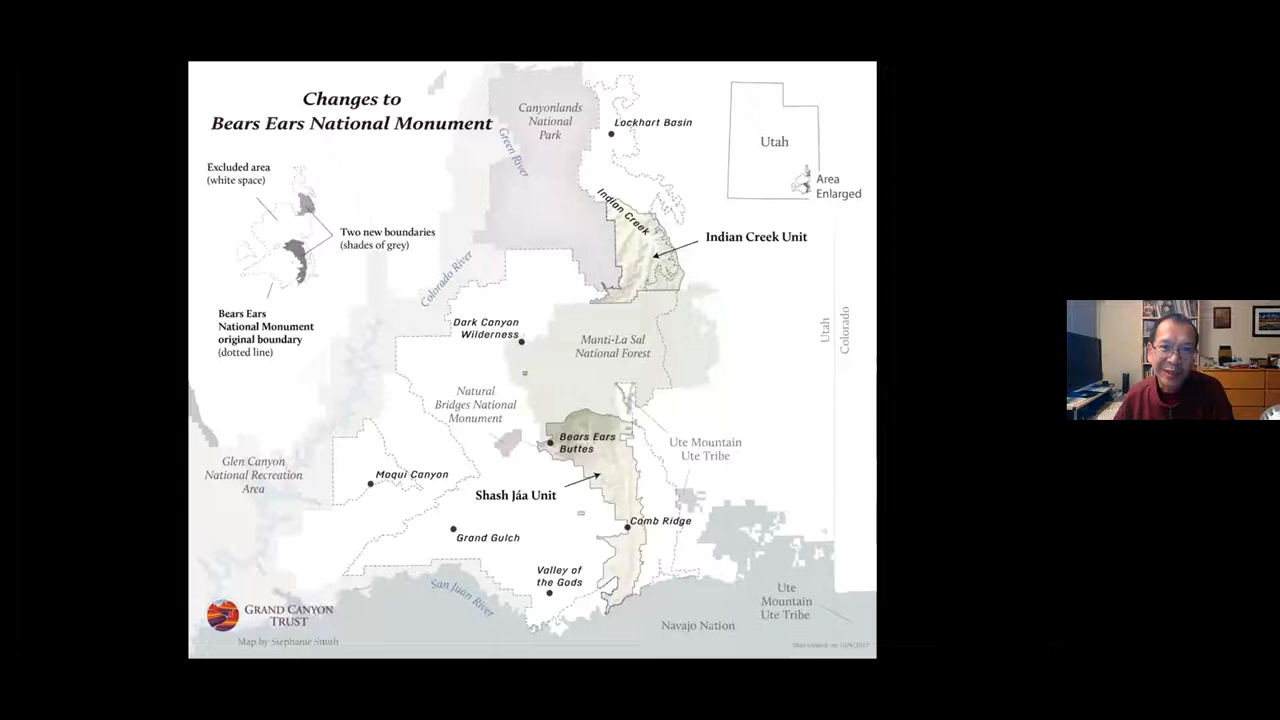 Changes to
Bears Ears National Monument
Excluded area
(white space)
Two new boundaries
(shades of grey)
Bears Ears
National Monument
original boundary
(dotted line)
Canyonlands
National
Park
Green River
Lockhart Basin
Utah
Area
Enlarged
Indian Creek
Indian Creek Unit
Colorado River
Dark Canyon
Wilderness
Manti-La Sal
National Forest
Utah
Colorado
Natural
Bridges National
Monument
Bears Ears
Buttes
Ute Mountain
Ute Tribe
Glen Canyon
National Recreation
Area
Moqui Canyon
Shash Jáa Unit
Comb Ridge
Grand Gulch
Valley of
the Gods
San Juan River
Ute
Mountain
Ute Tribe
Navajo Nation
GRAND CANYON
TRUST
Map by Stephanie Smith